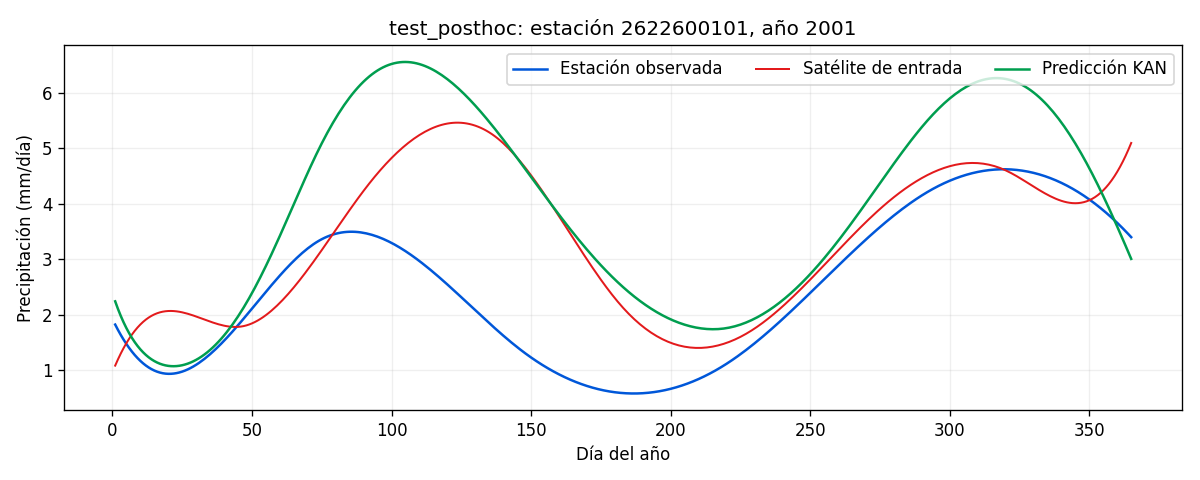 test_posthoc: estación 2622600101, año 2001
Estación observada
Satélite de entrada
Predicción KAN
Precipitación (mm/día)
6
5
4
3
2
1
0
50
100
150
200
250
300
350
Día del año